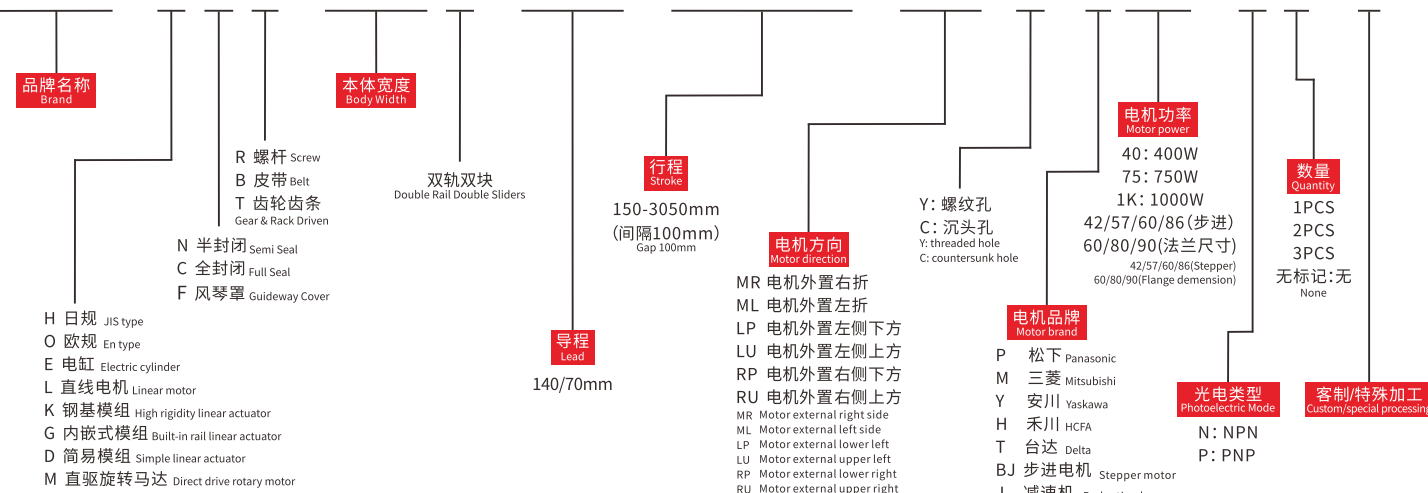 品牌名称
Brand
H 日规 JIS type
O 欧规 En type
E 电缸 Electric cylinder
L 直线电机 Linear motor
K 钢基模组 High rigidity linear actuator
G 内嵌式模组 Built-in rail linear actuator
D 简易模组 Simple linear actuator
M 直驱旋转马达 Direct drive rotary motor
N 半封闭 Semi Seal
C 全封闭 Full Seal
F 风琴罩 Guideway Cover
R 螺杆 Screw
B 皮带 Belt
T 齿轮齿条
Gear & Rack Driven
本体宽度
Body Width
双轨双块
Double Rail Double Sliders
导程
Lead
140/70mm
行程
Stroke
150-3050mm
(间隔100mm)
Gap 100mm
电机方向
Motor direction
MR 电机外置右折
ML 电机外置左折
LP 电机外置左侧下方
LU 电机外置左侧上方
RP 电机外置右侧下方
RU 电机外置右侧上方
MR Motor external right side
ML Motor external left side
LP Motor external lower left
LU Motor external upper left
RP Motor external lower right
RU Motor external upper right
Y：螺纹孔
C：沉头孔
Y: threaded hole
C: countersunk hole
电机品牌
Motor brand
P 松下 Panasonic
M 三菱 Mitsubishi
Y 安川 Yaskawa
H 禾川 HCFA
T 台达 Delta
BJ 步进电机 Stepper motor
减速机
电机功率
Motor power
40：400W
75：750W
1K：1000W
42/57/60/86(步进)
60/80/90(法兰尺寸)
42/57/60/86(Stepper)
60/80/90(Flange demension)
光电类型
Photoelectric Mode
N：NPN
P：PNP
数量
Quantity
1PCS
2PCS
3PCS
无标记：无
None
客制/特殊加工
Custom/special processing